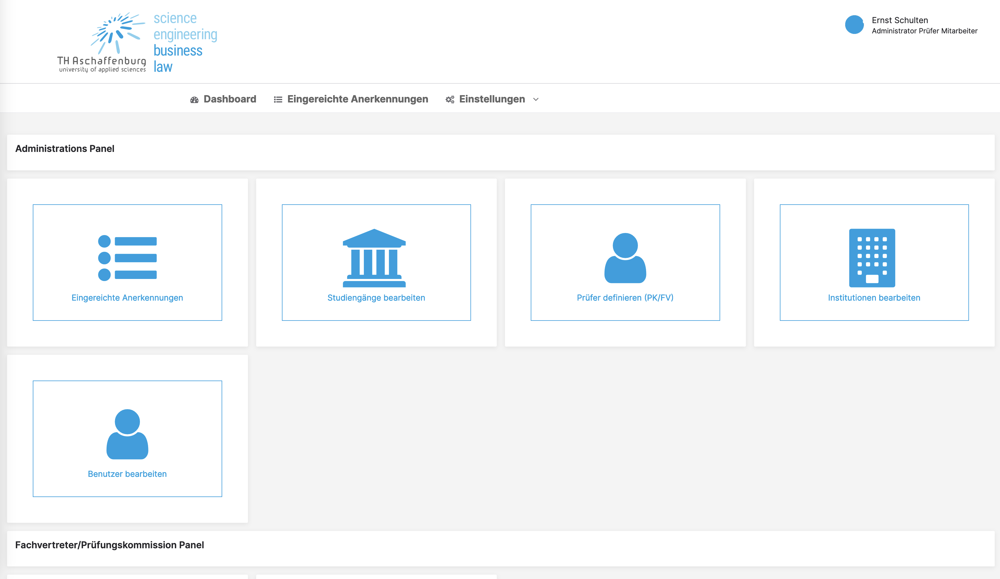 science
engineering
business
law
TH Aschaffenburg
university of applied sciences
Ernst Schulten
Administrator Prüfer Mitarbeiter
Dashboard Eingereichte Anerkennungen Einstellungen
Administrations Panel
Eingereichte Anerkennungen
Studiengänge bearbeiten
Prüfer definieren (PK/FV)
Institutionen bearbeiten
Benutzer bearbeiten
Fachvertreter/Prüfungskommission Panel